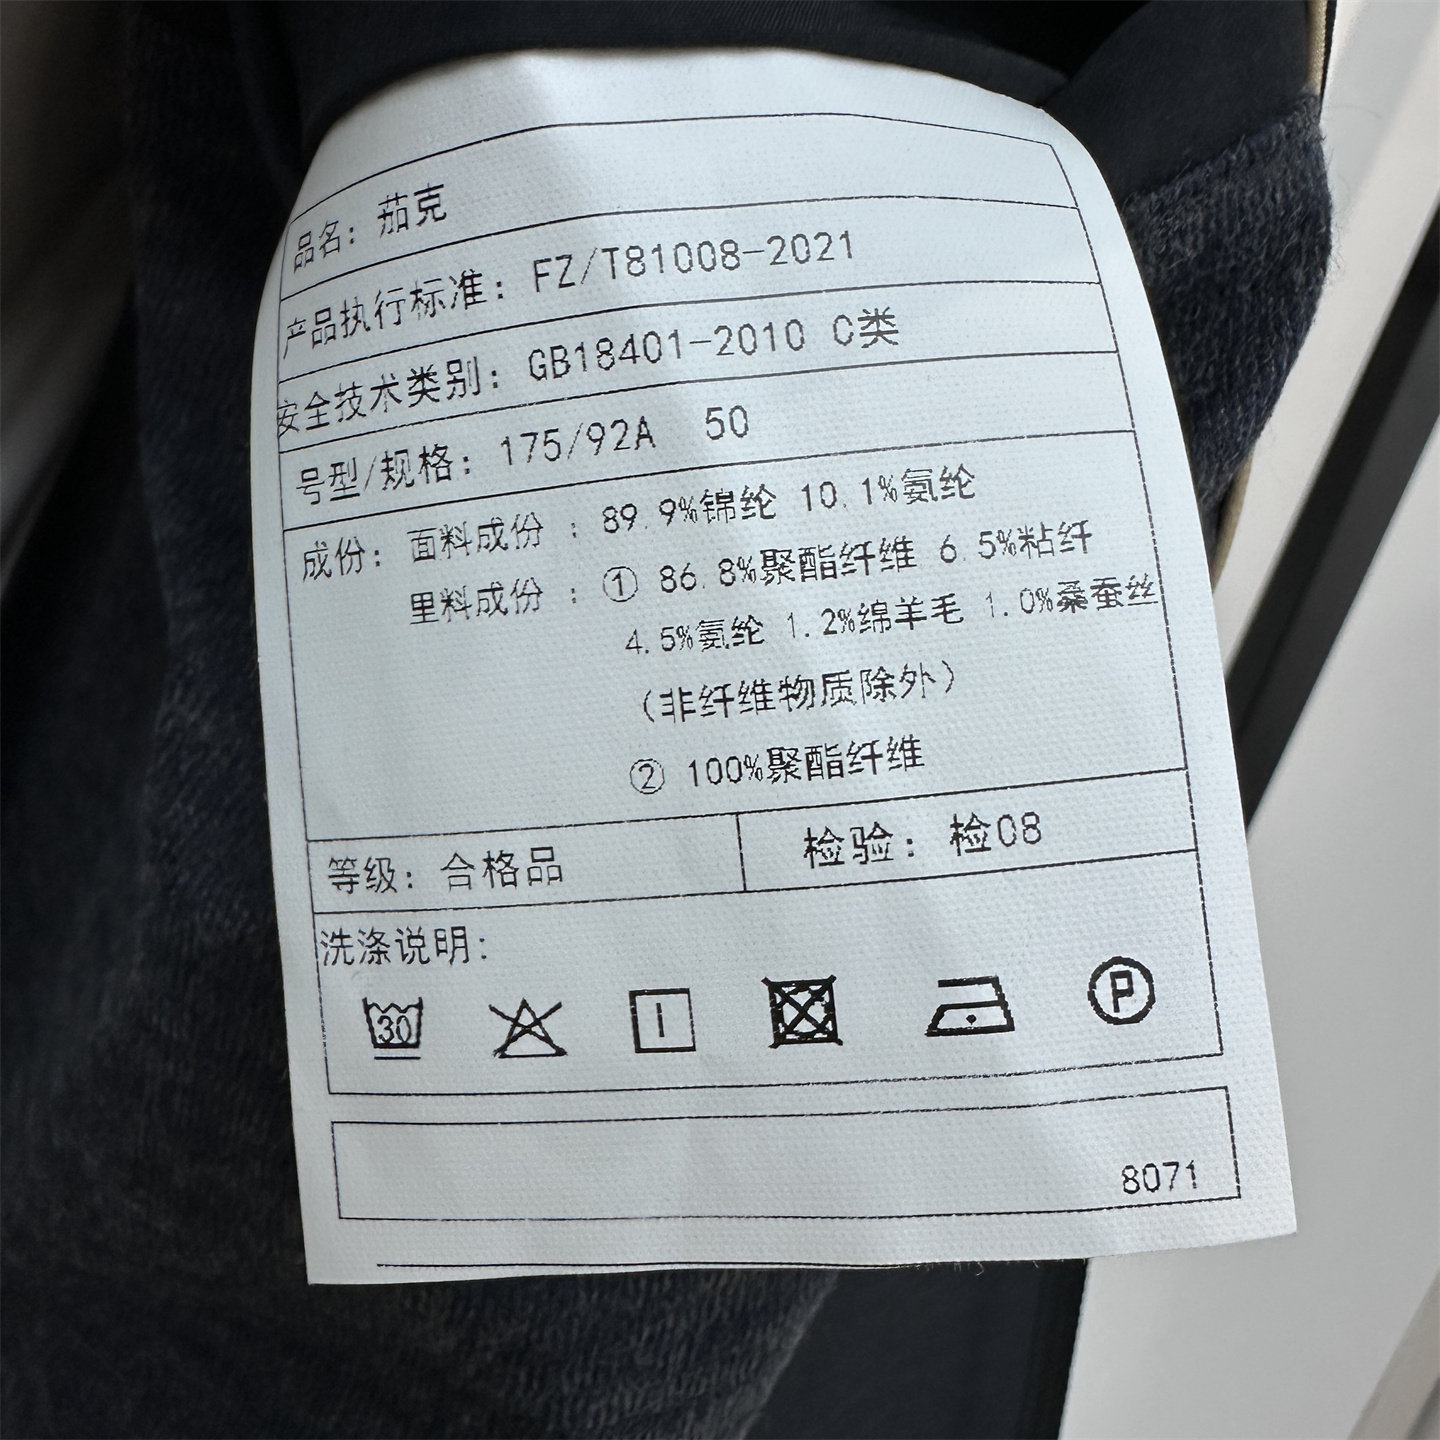 品名: 茄克
产品执行标准: FZ/T81008-2021
安全技术类别: GB18401-2010 C类
号型/规格: 175/92A 50
成份: 面料成份 : 89.9%锦纶 10.1%氨纶
里料成份 : ① 86.8%聚酯纤维 6.5%粘纤
4.5%氨纶 1.2%绵羊毛 1.0%桑蚕丝
(非纤维物质除外)
② 100%聚酯纤维
等级: 合格品 检验: 检08
洗涤说明:
30 P
8071